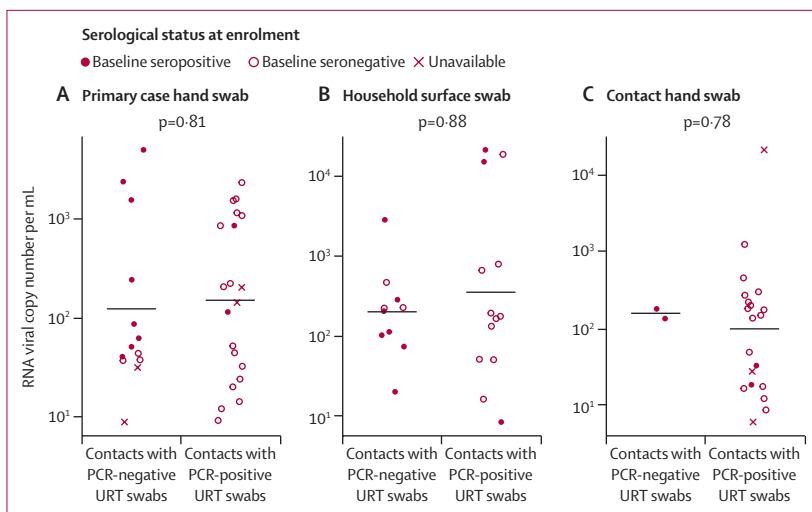 Serological status at enrolment
Baseline seropositive Baseline seronegative Unavailable
A Primary case hand swab
p=0·81
B Household surface swab
p=0·88
C Contact hand swab
p=0·78
RNA viral copy number per mL
10³
10²
10¹
Contacts with
PCR-negative
URT swabs
Contacts with
PCR-positive
URT swabs
10⁴
10³
10²
10¹
Contacts with
PCR-negative
URT swabs
Contacts with
PCR-positive
URT swabs
10⁴
10³
10²
10¹
Contacts with
PCR-negative
URT swabs
Contacts with
PCR-positive
URT swabs